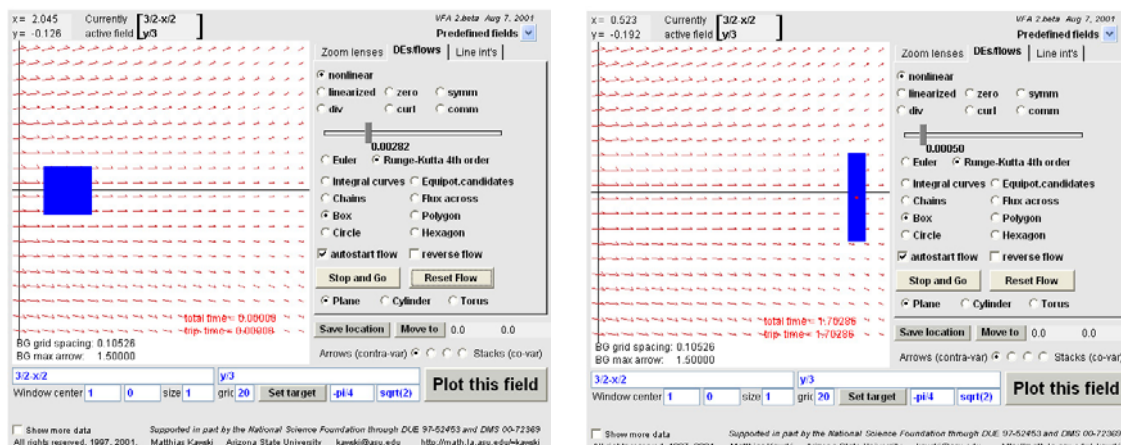 x= 2.045 Currently 3/2-x/2 VFA 2.beta Aug 7, 2001
y= -0.126 active field y/3 Predefined fields
Zoom lenses DEs/flows Line int's
nonlinear
linearized zero symm
div curl comm
0.00282
Euler Runge-Kutta 4th order
Integral curves Equipot.candidates
Chains Flux across
Box Polygon
Circle Hexagon
autostart flow reverse flow
Stop and Go Reset Flow
Plane Cylinder Torus
total time = 0.00008
trip time = 0.00008
Save location Move to 0.0 0.0
BG grid spacing: 0.10526
BG max arrow: 1.50000
Arrows (contra-var) Stacks (co-var)
3/2-x/2 y/3
Window center 1 0 size 1 gric 20 Set target -pi/4 sqrt(2)
Plot this field
Show more data Supported in part by the National Science Foundation through DUE 97-52453 and DMS 00-72369
All rights reserved, 1997, 2001. Matthias Kawski Arizona State University kawski@asu.edu http://math.la.asu.edu/~kawski
x= 0.523 Currently 3/2-x/2 VFA 2.beta Aug 7, 2001
y= -0.192 active field y/3 Predefined fields
Zoom lenses DEs/flows Line int's
nonlinear
linearized zero symm
div curl comm
0.00050
Euler Runge-Kutta 4th order
Integral curves Equipot.candidates
Chains Flux across
Box Polygon
Circle Hexagon
autostart flow reverse flow
Stop and Go Reset Flow
Plane Cylinder Torus
total time = 1.70286
trip time = 1.70286
Save location Move to 0.0 0.0
BG grid spacing: 0.10526
BG max arrow: 1.50000
Arrows (contra-var) Stacks (co-var)
3/2-x/2 y/3
Window center 1 0 size 1 gric 20 Set target -pi/4 sqrt(2)
Plot this field
Show more data Supported in part by the National Science Foundation through DUE 97-52453 and DMS 00-72369